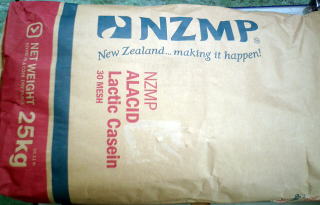 NZMP
®
New Zealand... making it happen!
NZMP
ALACID
Lactic Casein
30 MESH
NET WEIGHT
25kg